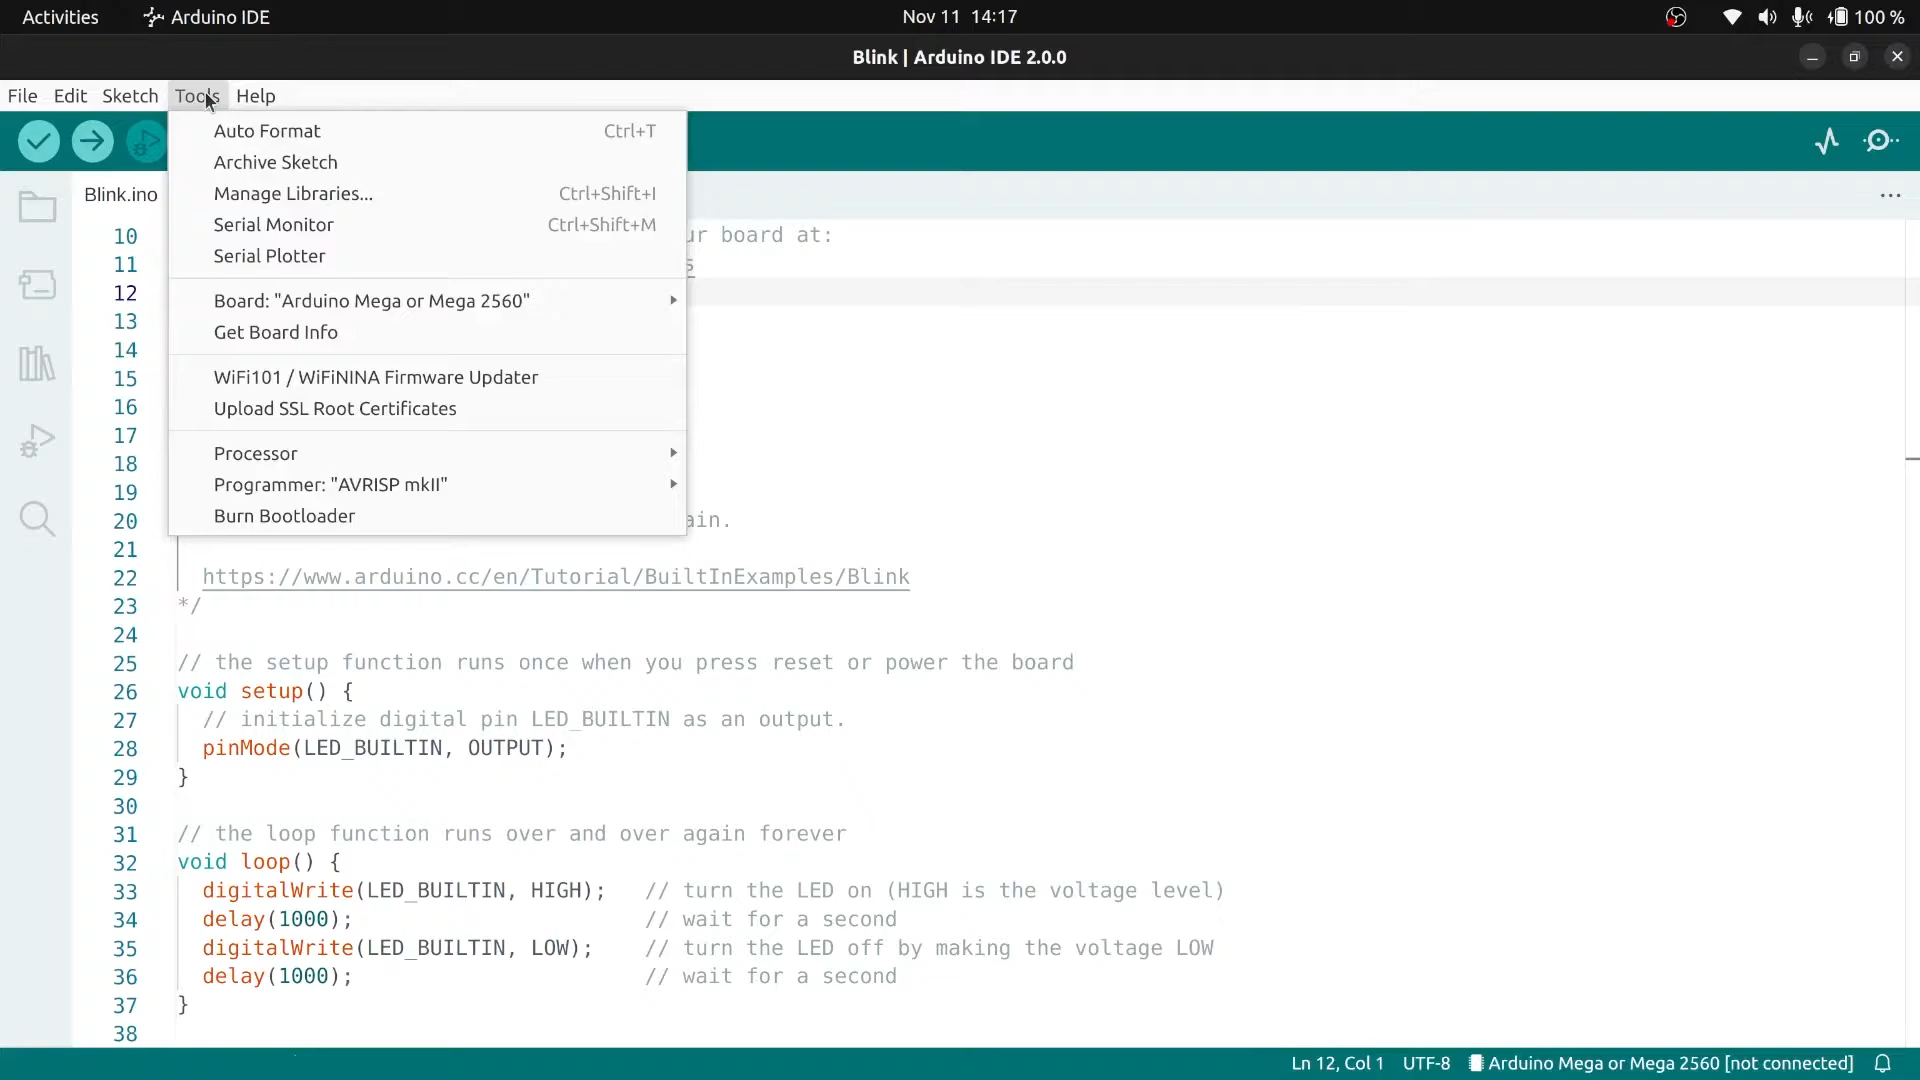 Activities Arduino IDE Nov 11 14:17 100 %
Blink | Arduino IDE 2.0.0
File Edit Sketch Tools Help
Auto Format Ctrl+T
Archive Sketch
Manage Libraries... Ctrl+Shift+I
Serial Monitor Ctrl+Shift+M
Serial Plotter
Board: "Arduino Mega or Mega 2560"
Get Board Info
WiFi101 / WiFiNINA Firmware Updater
Upload SSL Root Certificates
Processor
Programmer: "AVRISP mkII"
Burn Bootloader
Blink.ino
10 board at:
11
12
13
14
15
16
17
18
19
20
21
22 https://www.arduino.cc/en/Tutorial/BuiltInExamples/Blink
23 */
24
25 // the setup function runs once when you press reset or power the board
26 void setup() {
27 // initialize digital pin LED_BUILTIN as an output.
28 pinMode(LED_BUILTIN, OUTPUT);
29 }
30
31 // the loop function runs over and over again forever
32 void loop() {
33 digitalWrite(LED_BUILTIN, HIGH); // turn the LED on (HIGH is the voltage level)
34 delay(1000); // wait for a second
35 digitalWrite(LED_BUILTIN, LOW); // turn the LED off by making the voltage LOW
36 delay(1000); // wait for a second
37 }
38
Ln 12, Col 1 UTF-8 Arduino Mega or Mega 2560 [not connected]